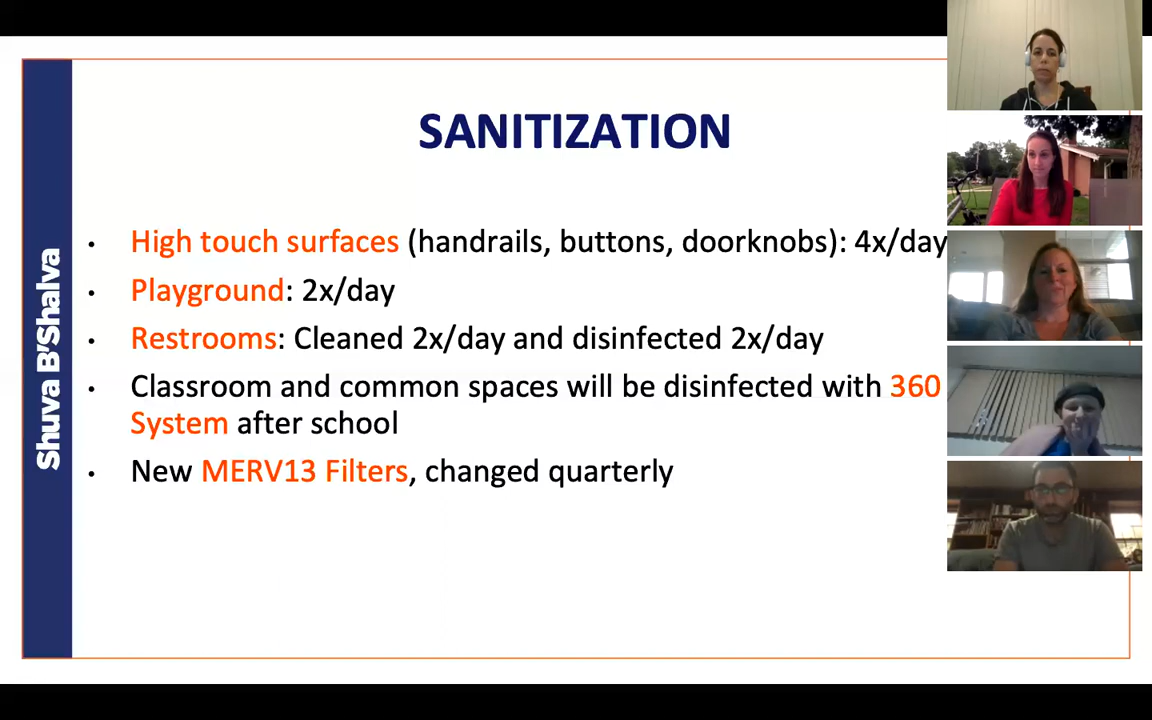 SANITIZATION
Shuva B'Shalva
• High touch surfaces (handrails, buttons, doorknobs): 4x/day
• Playground: 2x/day
• Restrooms: Cleaned 2x/day and disinfected 2x/day
• Classroom and common spaces will be disinfected with 360
System after school
• New MERV13 Filters, changed quarterly